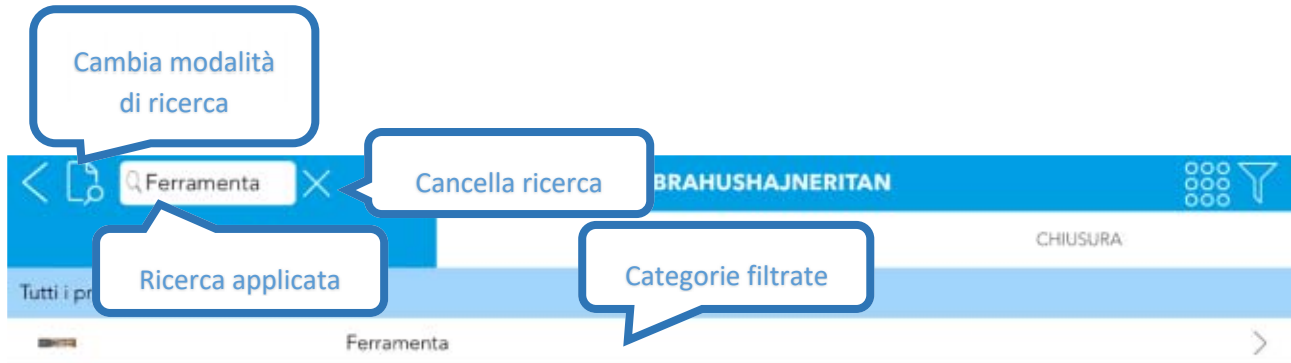 Cambia modalità
di ricerca
Ferramenta
Cancella ricerca
BRAHUSHAJNERITAN
CHIUSURA
Ricerca applicata
Categorie filtrate
Tutti i pr
Ferramenta